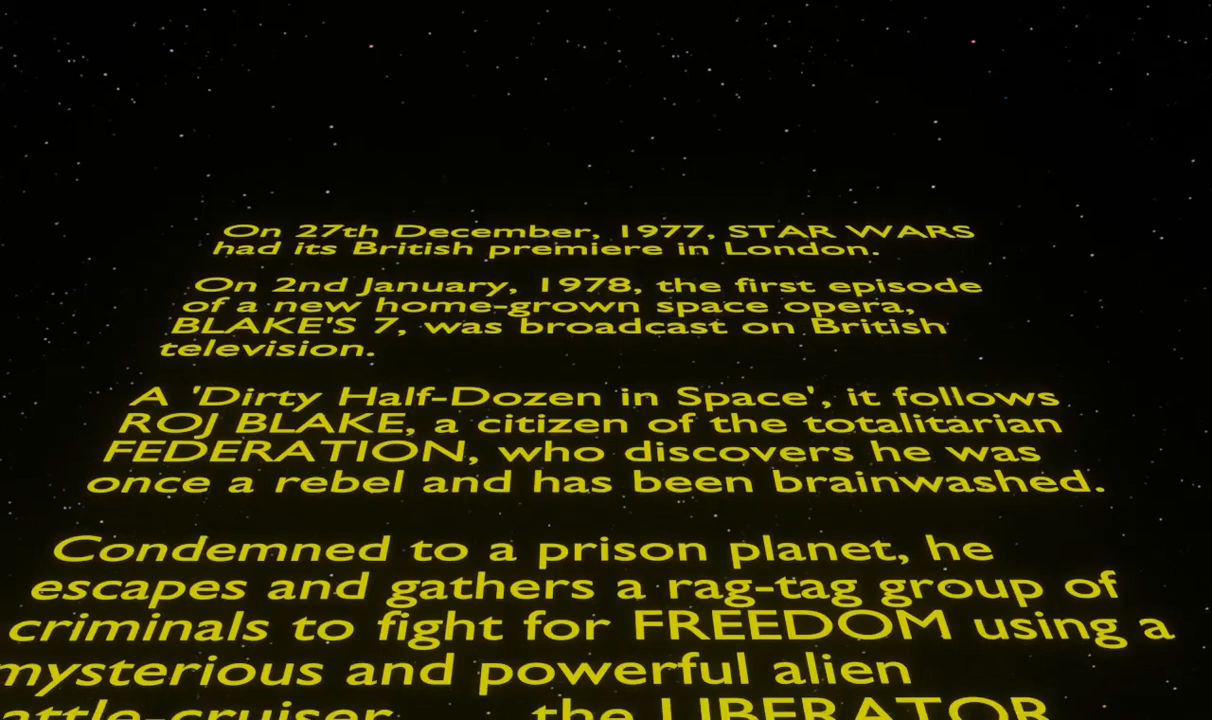 On 27th December, 1977, STAR WARS
had its British premiere in London.
On 2nd January, 1978, the first episode
of a new home-grown space opera,
BLAKE'S 7, was broadcast on British
television.
A 'Dirty Half-Dozen in Space', it follows
ROJ BLAKE, a citizen of the totalitarian
FEDERATION, who discovers he was
once a rebel and has been brainwashed.
Condemned to a prison planet, he
escapes and gathers a rag-tag group of
criminals to fight for FREEDOM using a
mysterious and powerful alien
attle-cruiser the LIBERATOR